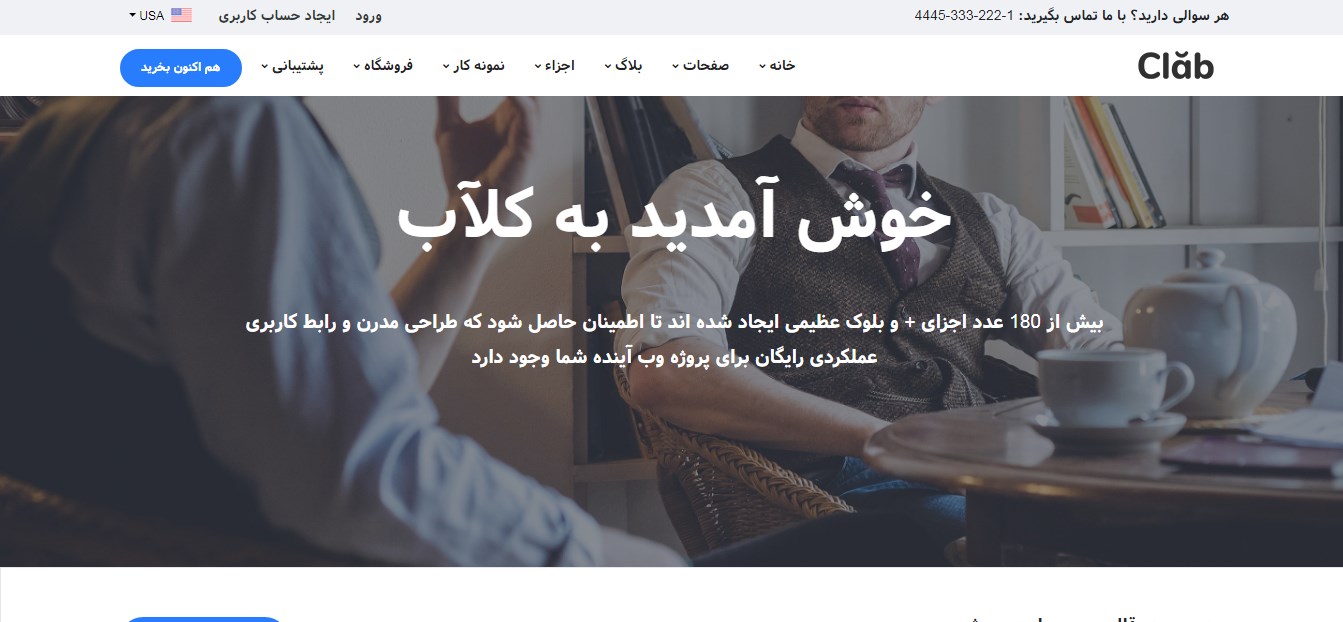 هر سوالی دارید؟ با ما تماس بگیرید: 1-222-333-4445
ورود
ایجاد حساب کاربری
USA
Clăb
خانه
صفحات
بلاگ
اجزاء
نمونه کار
فروشگاه
پشتیبانی
هم اکنون بخرید
خوش آمدید به کلآب
بیش از 180 عدد اجزای + و بلوک عظیمی ایجاد شده اند تا اطمینان حاصل شود که طراحی مدرن و رابط کاربری
عملکردی رایگان برای پروژه وب آینده شما وجود دارد